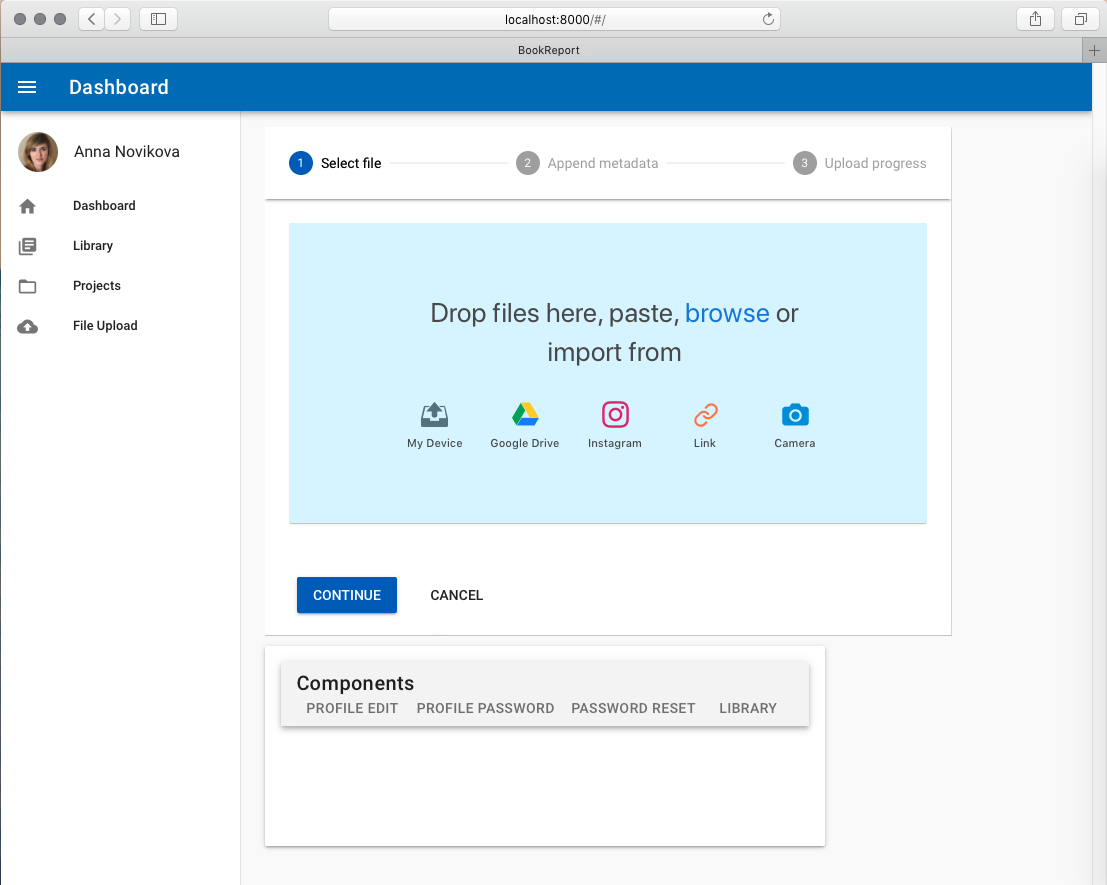 localhost:8000/#/
BookReport
Dashboard
Anna Novikova
Dashboard
Library
Projects
File Upload
1 Select file 2 Append metadata 3 Upload progress
Drop files here, paste, browse or
import from
My Device Google Drive Instagram Link Camera
CONTINUE CANCEL
Components
PROFILE EDIT PROFILE PASSWORD PASSWORD RESET LIBRARY